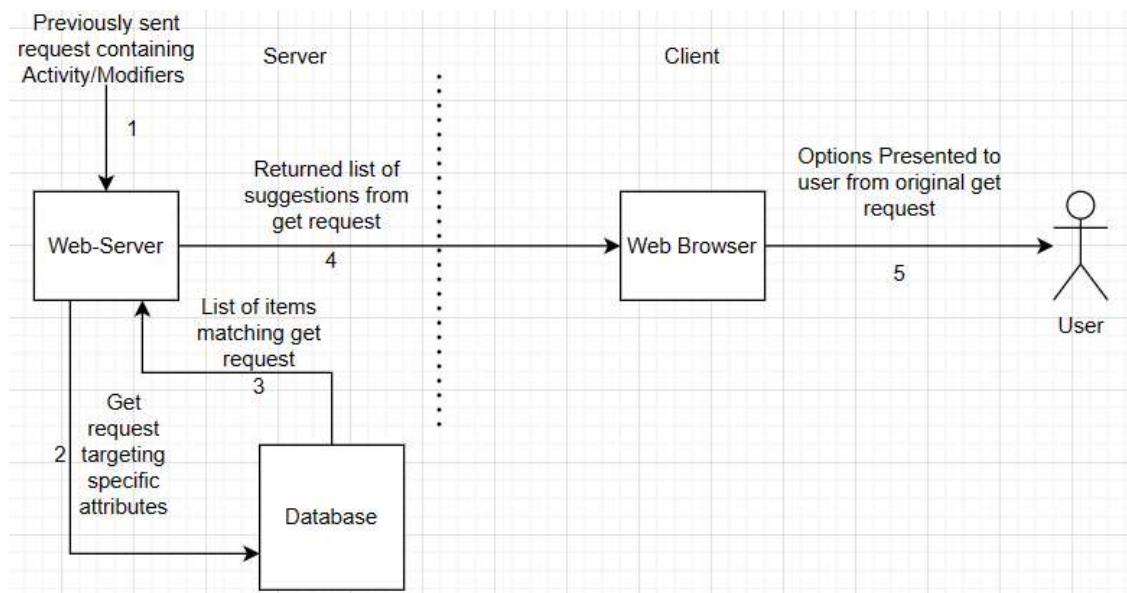 Previously sent
request containing
Activity/Modifiers
Server
Client
1
Returned list of
suggestions from
get request
Options Presented to
user from original get
request
Web-Server
Web Browser
4
5
User
List of items
matching get
request
3
Get
request
2
targeting
specific
attributes
Database